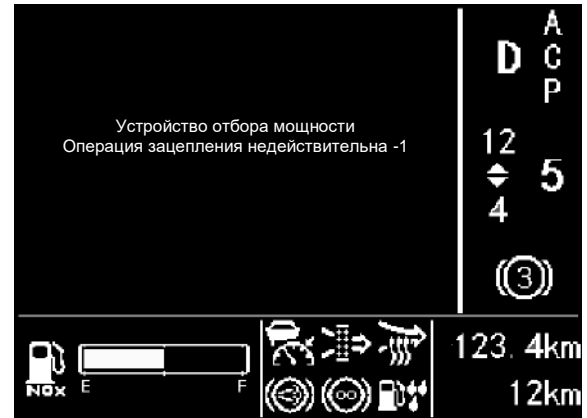 Устройство отбора мощности
Операция зацепления недействительна -1
D
A
C
P
12
4
5
3
NOx
E
F
123. 4km
12km